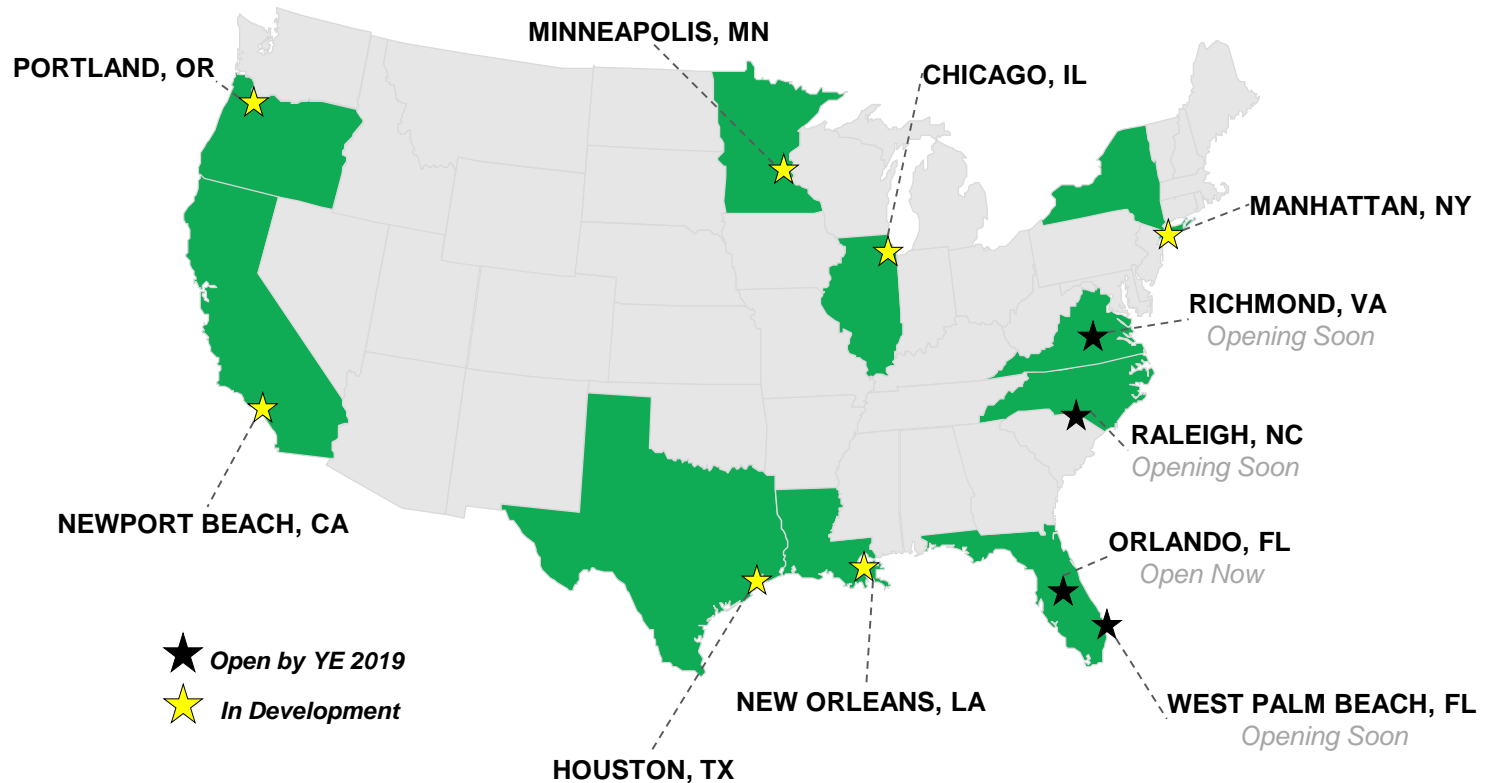 MINNEAPOLIS, MN
PORTLAND, OR
CHICAGO, IL
MANHATTAN, NY
RICHMOND, VA
Opening Soon
RALEIGH, NC
Opening Soon
NEWPORT BEACH, CA
ORLANDO, FL
Open Now
Open by YE 2019
In Development
NEW ORLEANS, LA
WEST PALM BEACH, FL
Opening Soon
HOUSTON, TX